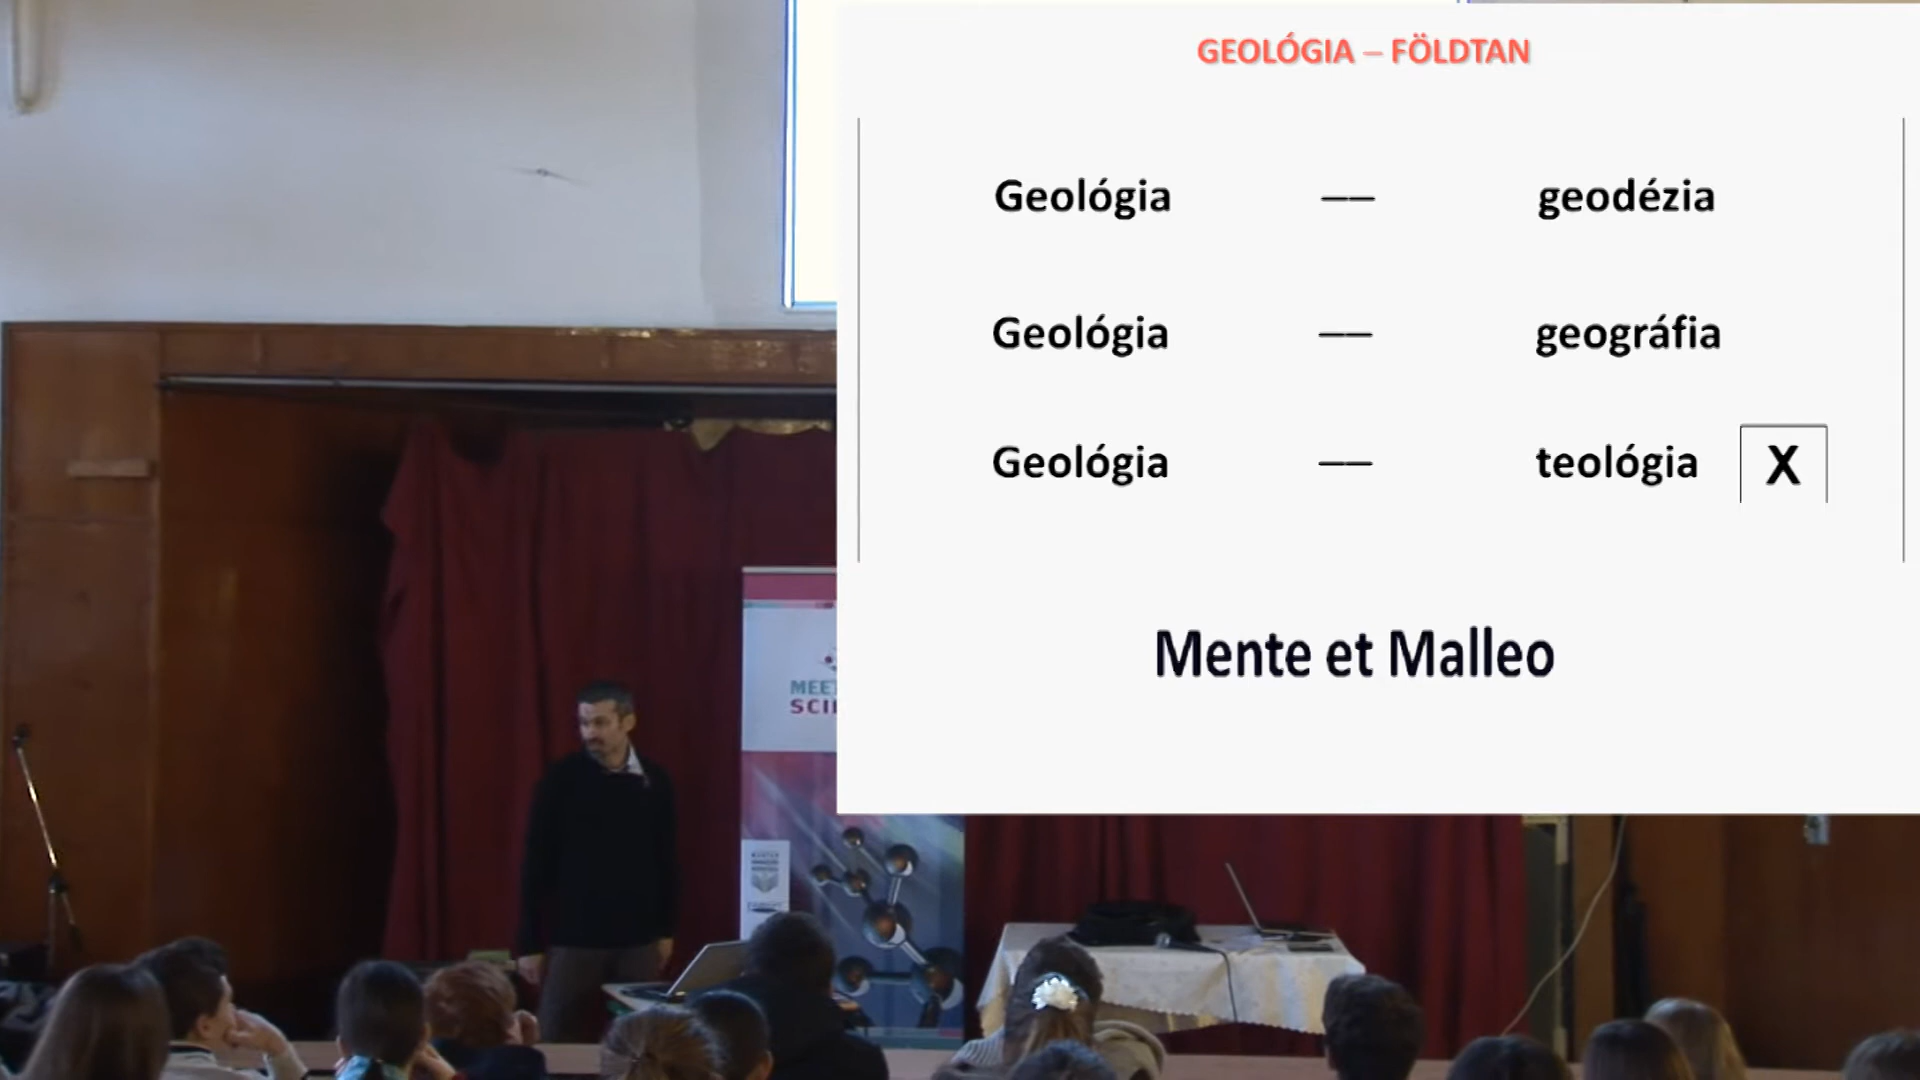 GEOLÓGIA – FÖLDTAN
Geológia –– geodézia
Geológia –– geográfia
Geológia –– teológia X
Mente et Malleo